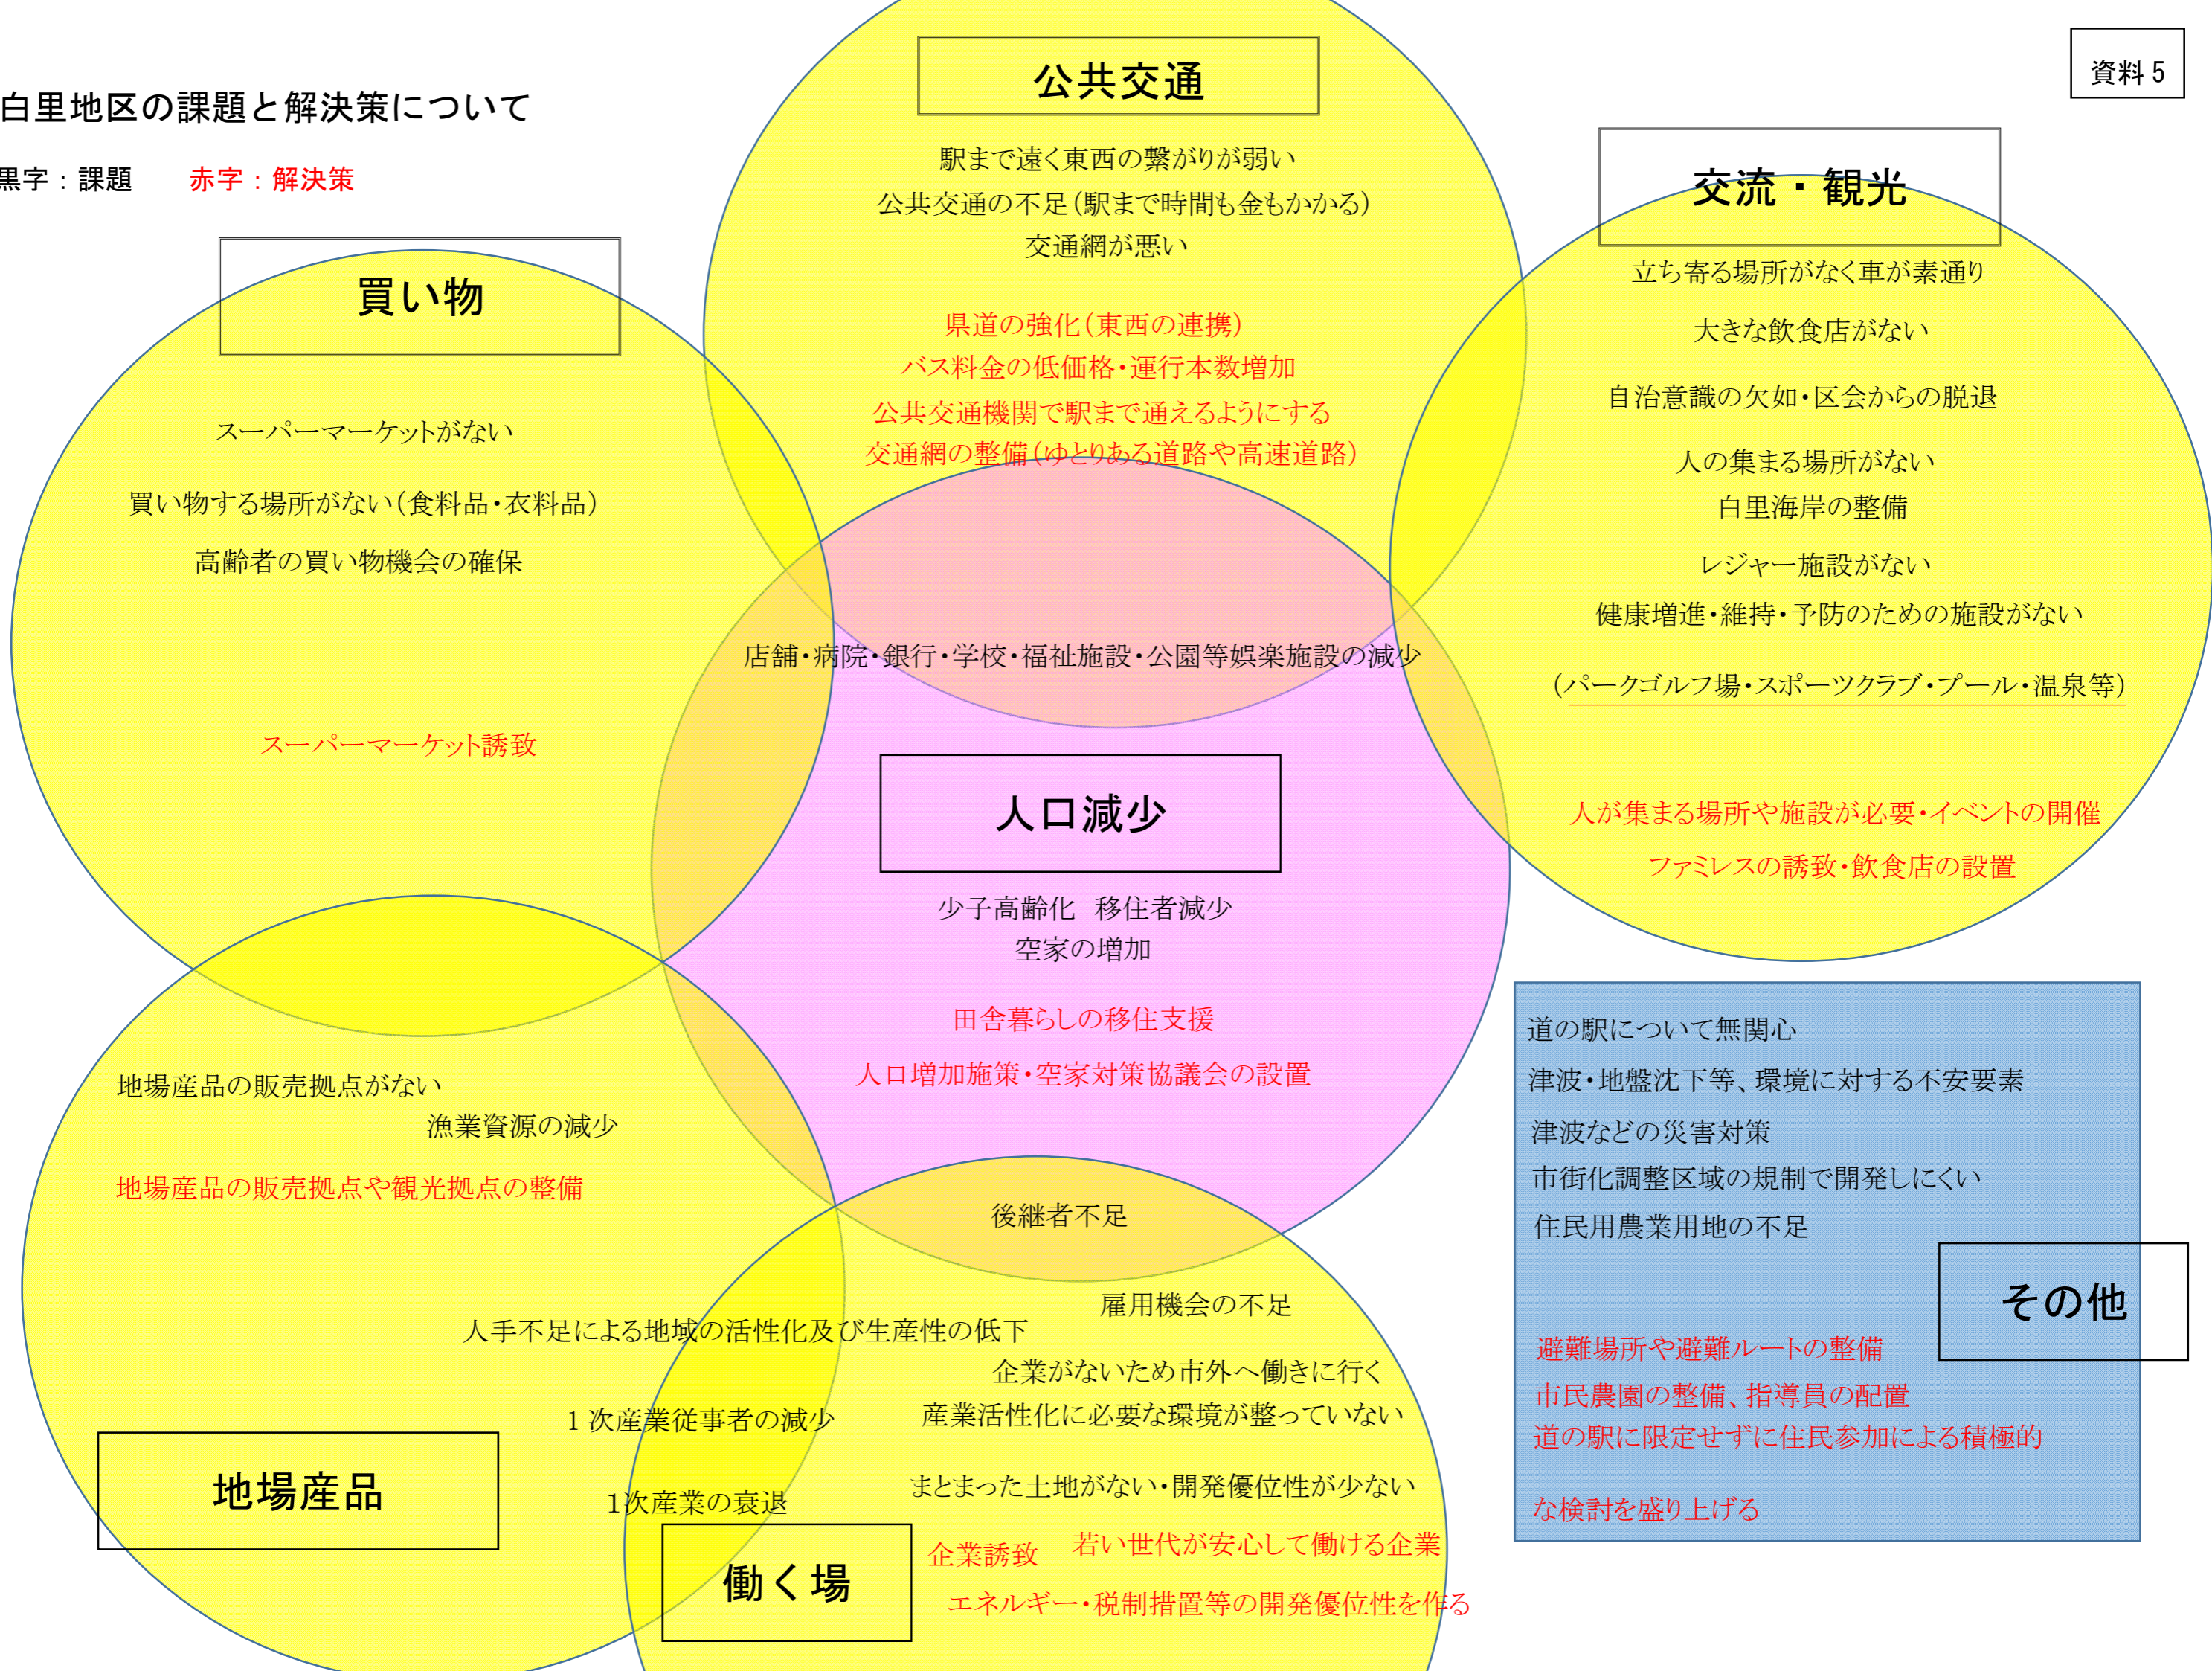 資料5
白里地区の課題と解決策について
黒字：課題　赤字：解決策
公共交通
駅まで遠く東西の繋がりが弱い
公共交通の不足（駅まで時間も金もかかる）
交通網が悪い
県道の強化（東西の連携）
バス料金の低価格・運行本数増加
公共交通機関で駅まで通えるようにする
交通網の整備（ゆとりある道路や高速道路）
交流・観光
立ち寄る場所がなく車が素通り
大きな飲食店がない
自治意識の欠如・区会からの脱退
人の集まる場所がない
白里海岸の整備
レジャー施設がない
健康増進・維持・予防のための施設がない
（パークゴルフ場・スポーツクラブ・プール・温泉等）
人が集まる場所や施設が必要・イベントの開催
ファミレスの誘致・飲食店の設置
買い物
スーパーマーケットがない
買い物する場所がない（食料品・衣料品）
高齢者の買い物機会の確保
スーパーマーケット誘致
店舗・病院・銀行・学校・福祉施設・公園等娯楽施設の減少
人口減少
少子高齢化　移住者減少
空家の増加
田舎暮らしの移住支援
人口増加施策・空家対策協議会の設置
地場産品の販売拠点がない
漁業資源の減少
地場産品の販売拠点や観光拠点の整備
地場産品
後継者不足
雇用機会の不足
人手不足による地域の活性化及び生産性の低下
企業がないため市外へ働きに行く
1次産業従事者の減少
産業活性化に必要な環境が整っていない
まとまった土地がない・開発優位性が少ない
1次産業の衰退
働く場
企業誘致
若い世代が安心して働ける企業
エネルギー・税制措置等の開発優位性を作る
道の駅について無関心
津波・地盤沈下等、環境に対する不安要素
津波などの災害対策
市街化調整区域の規制で開発しにくい
住民用農業用地の不足
その他
避難場所や避難ルートの整備
市民農園の整備、指導員の配置
道の駅に限定せずに住民参加による積極的
な検討を盛り上げる